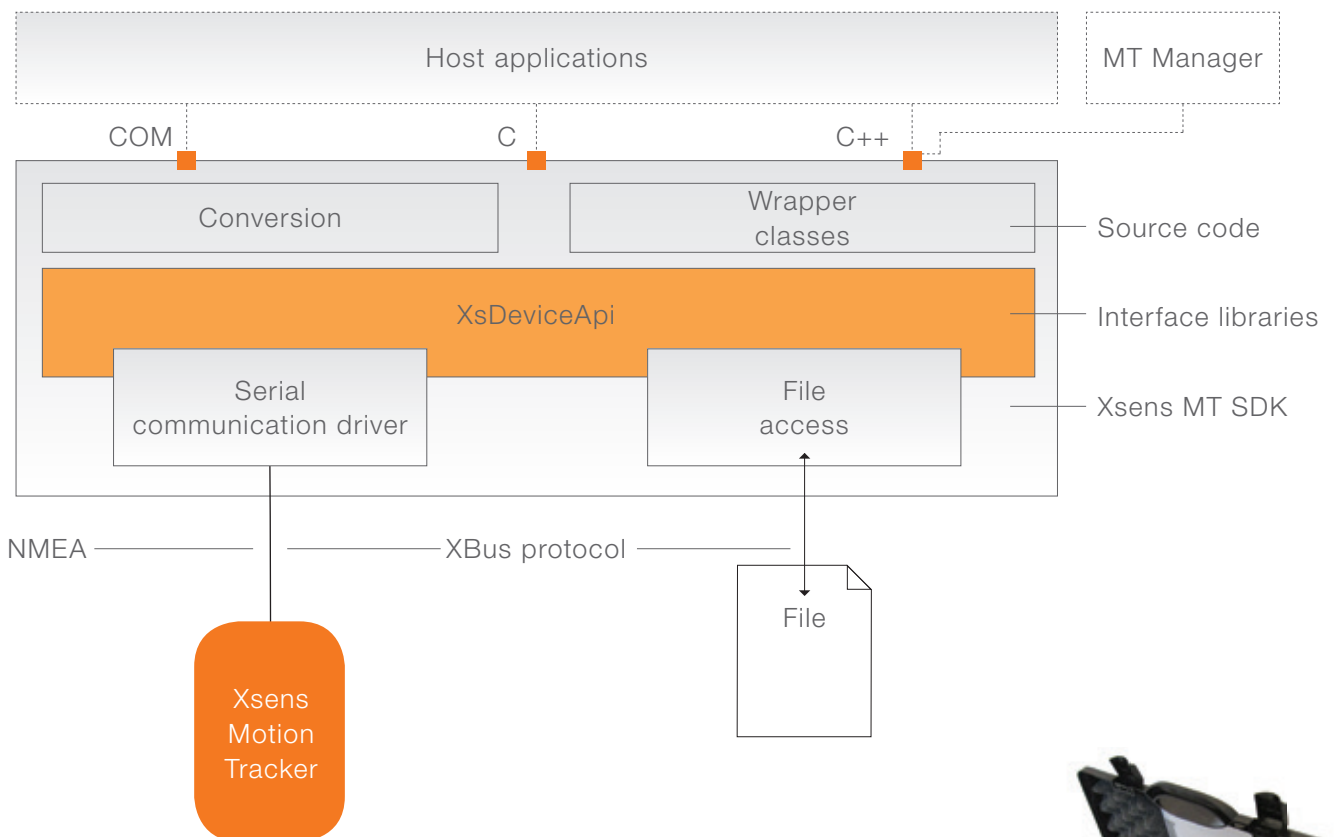 Host applications
MT Manager
COM
C
C++
Conversion
Wrapper
classes
Source code
XsDeviceApi
Interface libraries
Serial
communication driver
File
access
Xsens MT SDK
NMEA
XBus protocol
File
Xsens
Motion
Tracker